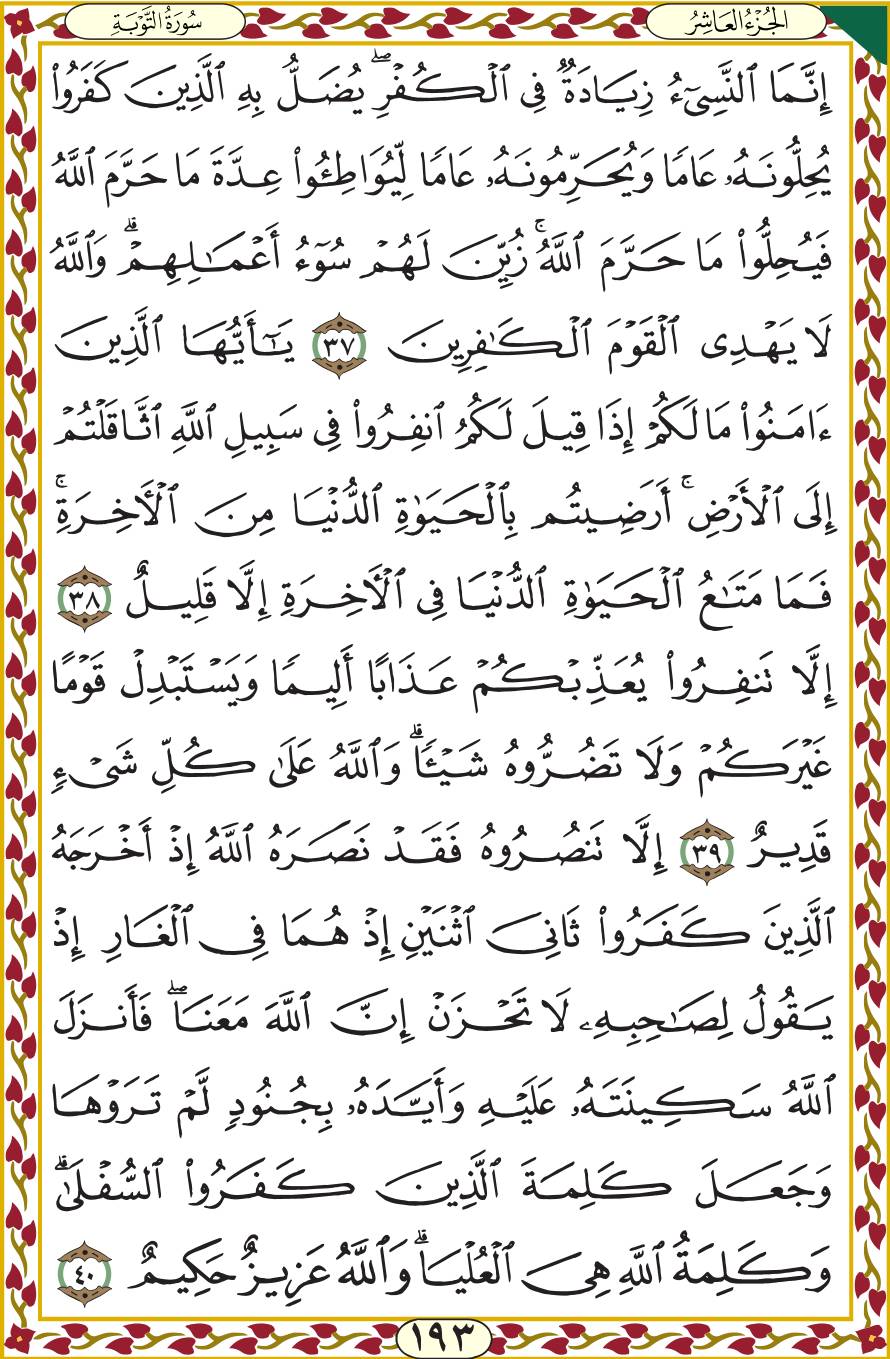 الجُزْءُ العَاشِرُ
سُورَةُ التَّوْبَةِ
إِنَّمَا ٱلنَّسِيٓءُ زِيَادَةٌ فِي ٱلْكُفْرِۖ يُضَلُّ بِهِ ٱلَّذِينَ كَفَرُوا۟
يُحِلُّونَهُۥ عَامًا وَيُحَرِّمُونَهُۥ عَامًا لِّيُوَاطِـُٔوا۟ عِدَّةَ مَا حَرَّمَ ٱللَّهُ
فَيُحِلُّوا۟ مَا حَرَّمَ ٱللَّهُۚ زُيِّنَ لَهُمْ سُوٓءُ أَعْمَٰلِهِمْۗ وَٱللَّهُ
لَا يَهْدِى ٱلْقَوْمَ ٱلْكَٰفِرِينَ ٣٧ يَٰٓأَيُّهَا ٱلَّذِينَ
ءَامَنُوا۟ مَا لَكُمْ إِذَا قِيلَ لَكُمُ ٱنفِرُوا۟ فِى سَبِيلِ ٱللَّهِ ٱثَّاقَلْتُمْ
إِلَى ٱلْأَرْضِۚ أَرَضِيتُم بِٱلْحَيَوٰةِ ٱلدُّنْيَا مِنَ ٱلْأَخِرَةِۚ
فَمَا مَتَٰعُ ٱلْحَيَوٰةِ ٱلدُّنْيَا فِى ٱلْأَخِرَةِ إِلَّا قَلِيلٌ ٣٨
إِلَّا تَنفِرُوا۟ يُعَذِّبْكُمْ عَذَابًا أَلِيمًا وَيَسْتَبْدِلْ قَوْمًا
غَيْرَكُمْ وَلَا تَضُرُّوهُ شَيْـًٔاۗ وَٱللَّهُ عَلَىٰ كُلِّ شَىْءٍ
قَدِيرٌ ٣٩ إِلَّا تَنصُرُوهُ فَقَدْ نَصَرَهُ ٱللَّهُ إِذْ أَخْرَجَهُ
ٱلَّذِينَ كَفَرُوا۟ ثَانِىَ ٱثْنَيْنِ إِذْ هُمَا فِى ٱلْغَارِ إِذْ
يَقُولُ لِصَٰحِبِهِۦ لَا تَحْزَنْ إِنَّ ٱللَّهَ مَعَنَاۖ فَأَنزَلَ
ٱللَّهُ سَكِينَتَهُۥ عَلَيْهِ وَأَيَّدَهُۥ بِجُنُودٍ لَّمْ تَرَوْهَا
وَجَعَلَ كَلِمَةَ ٱلَّذِينَ كَفَرُوا۟ ٱلسُّفْلَىٰۗ
وَكَلِمَةُ ٱللَّهِ هِىَ ٱلْعُلْيَاۗ وَٱللَّهُ عَزِيزٌ حَكِيمٌ ٤٠
١٩٣